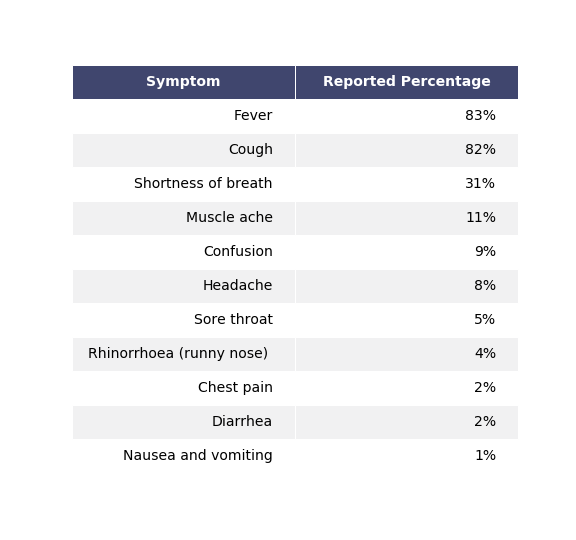 Symptom Reported Percentage
Fever 83%
Cough 82%
Shortness of breath 31%
Muscle ache 11%
Confusion 9%
Headache 8%
Sore throat 5%
Rhinorrhoea (runny nose) 4%
Chest pain 2%
Diarrhea 2%
Nausea and vomiting 1%